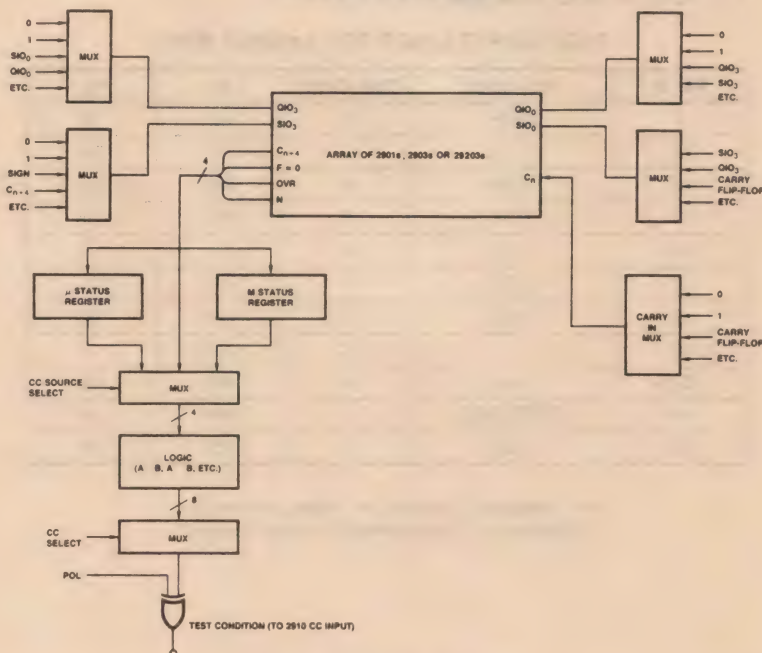 0
1
SIO₀
QIO₀
ETC.
MUX
0
1
SIGN
Cₙ₋₄
ETC.
MUX
QIO₃
SIO₃
Cₙ₋₄
F = 0
OVR
N
4
ARRAY OF 2901s, 2903s OR 29203s
QIO₀
SIO₀
Cₙ
MUX
0
1
QIO₃
SIO₃
ETC.
MUX
SIO₃
QIO₃
CARRY
FLIP-FLOP
ETC.
CARRY
IN
MUX
0
1
CARRY
FLIP-FLOP
ETC.
μ STATUS
REGISTER
M STATUS
REGISTER
CC SOURCE
SELECT
MUX
4
LOGIC
(A B, A B, ETC.)
8
CC
SELECT
MUX
POL
TEST CONDITION (TO 2910 CC INPUT)